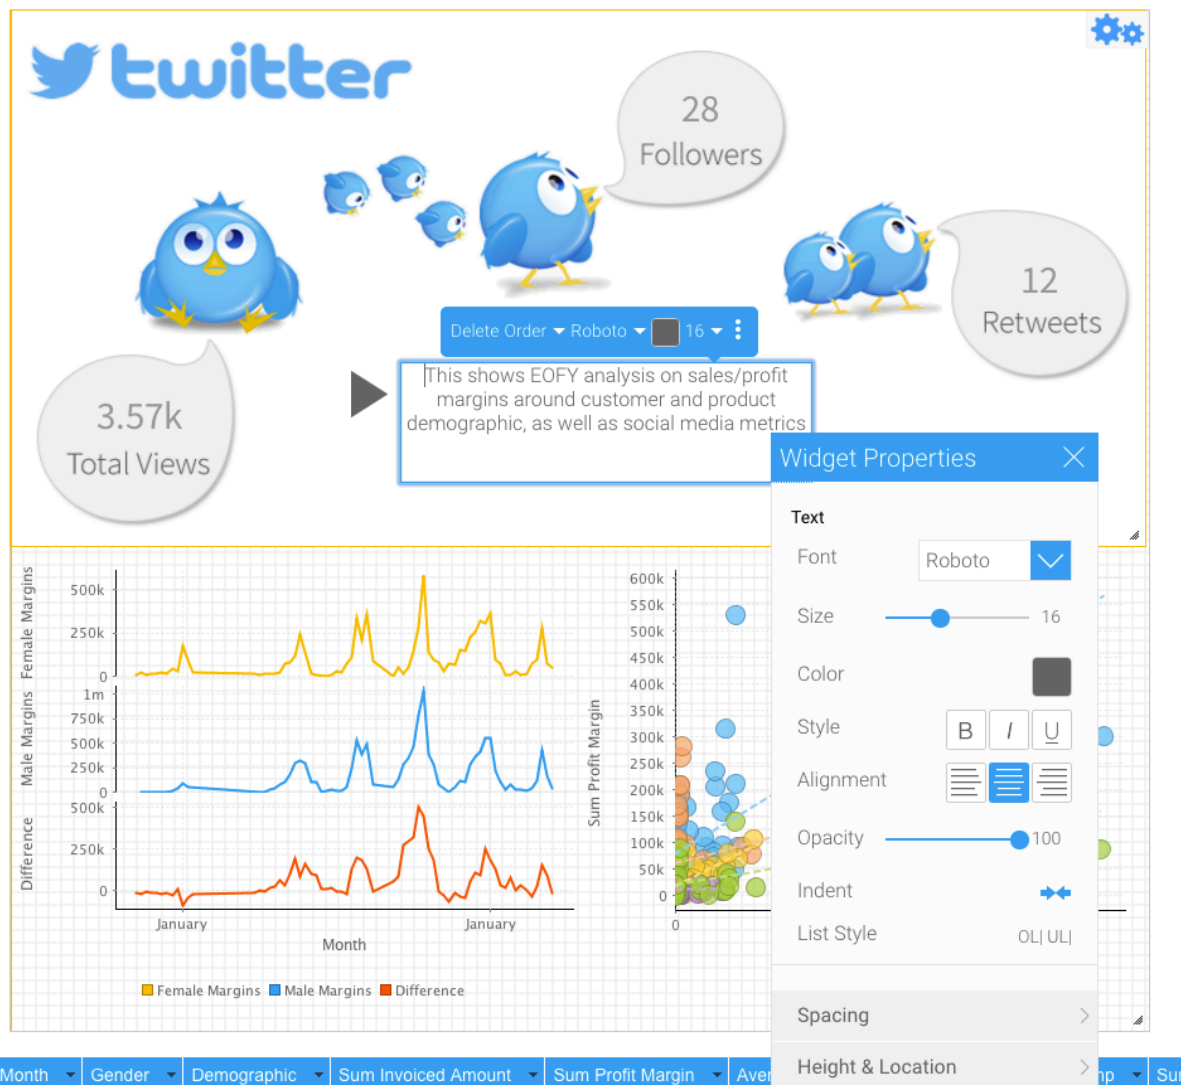 twitter
28
Followers
12
Retweets
3.57k
Total Views
Delete Order Roboto 16
This shows EOFY analysis on sales/profit
margins around customer and product
demographic, as well as social media metrics
Widget Properties
Text
Font Roboto
Size 16
Color
Style B I U
Alignment
Opacity 100
Indent
List Style OL| UL|
Spacing
Height & Location
Female Margins
500k
250k
0
Male Margins
1m
750k
500k
250k
0
Difference
500k
250k
0
January January
Month
Female Margins Male Margins Difference
Sum Profit Margin
600k
550k
500k
450k
400k
350k
300k
250k
200k
150k
100k
50k
0
0
Month Gender Demographic Sum Invoiced Amount Sum Profit Margin